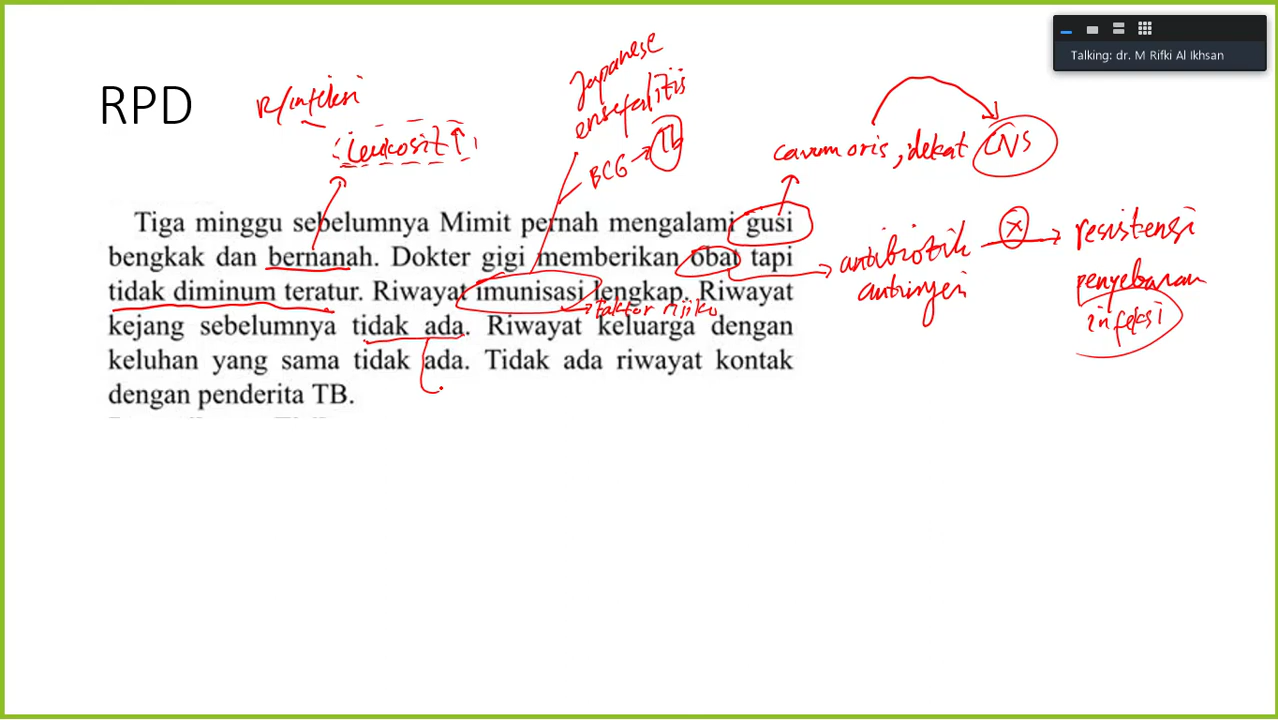 Talking: dr. M Rifki Al Ikhsan
RPD
R/infeksi
Leukosit ↑
Japanese
ensefalitis
BCG → Tb
cavum oris, dekat CNS
Tiga minggu sebelumnya Mimit pernah mengalami gusi
bengkak dan bernanah. Dokter gigi memberikan obat tapi
tidak diminum teratur. Riwayat imunisasi lengkap. Riwayat
kejang sebelumnya tidak ada. Riwayat keluarga dengan
keluhan yang sama tidak ada. Tidak ada riwayat kontak
dengan penderita TB.
faktor risiko
antibiotik
antinyeri
x
resistensi
penyebaran
infeksi